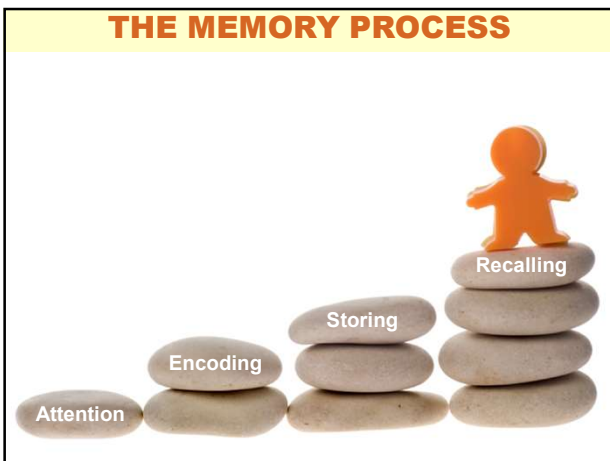 THE MEMORY PROCESS
Recalling
Storing
Encoding
Attention